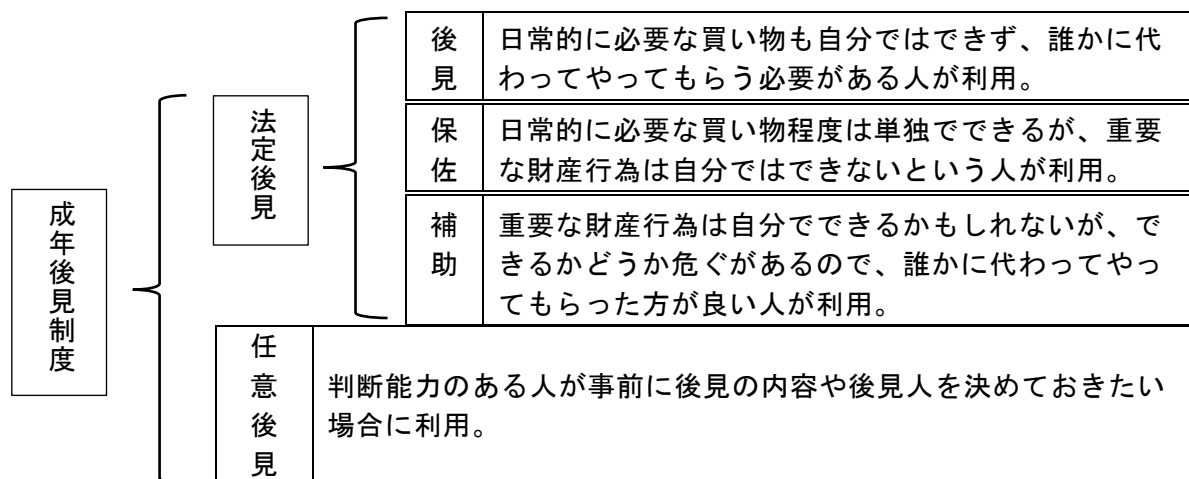 成年後見制度
法定後見
後見
日常的に必要な買い物も自分ではできず、誰かに代
わってやってもらう必要がある人が利用。
保佐
日常的に必要な買い物程度は単独でできるが、重要
な財産行為は自分ではできないという人が利用。
補助
重要な財産行為は自分でできるかもしれないが、で
きるかどうか危ぐがあるので、誰かに代わってやっ
てもらった方が良い人が利用。
任意後見
判断能力のある人が事前に後見の内容や後見人を決めておきたい
場合に利用。